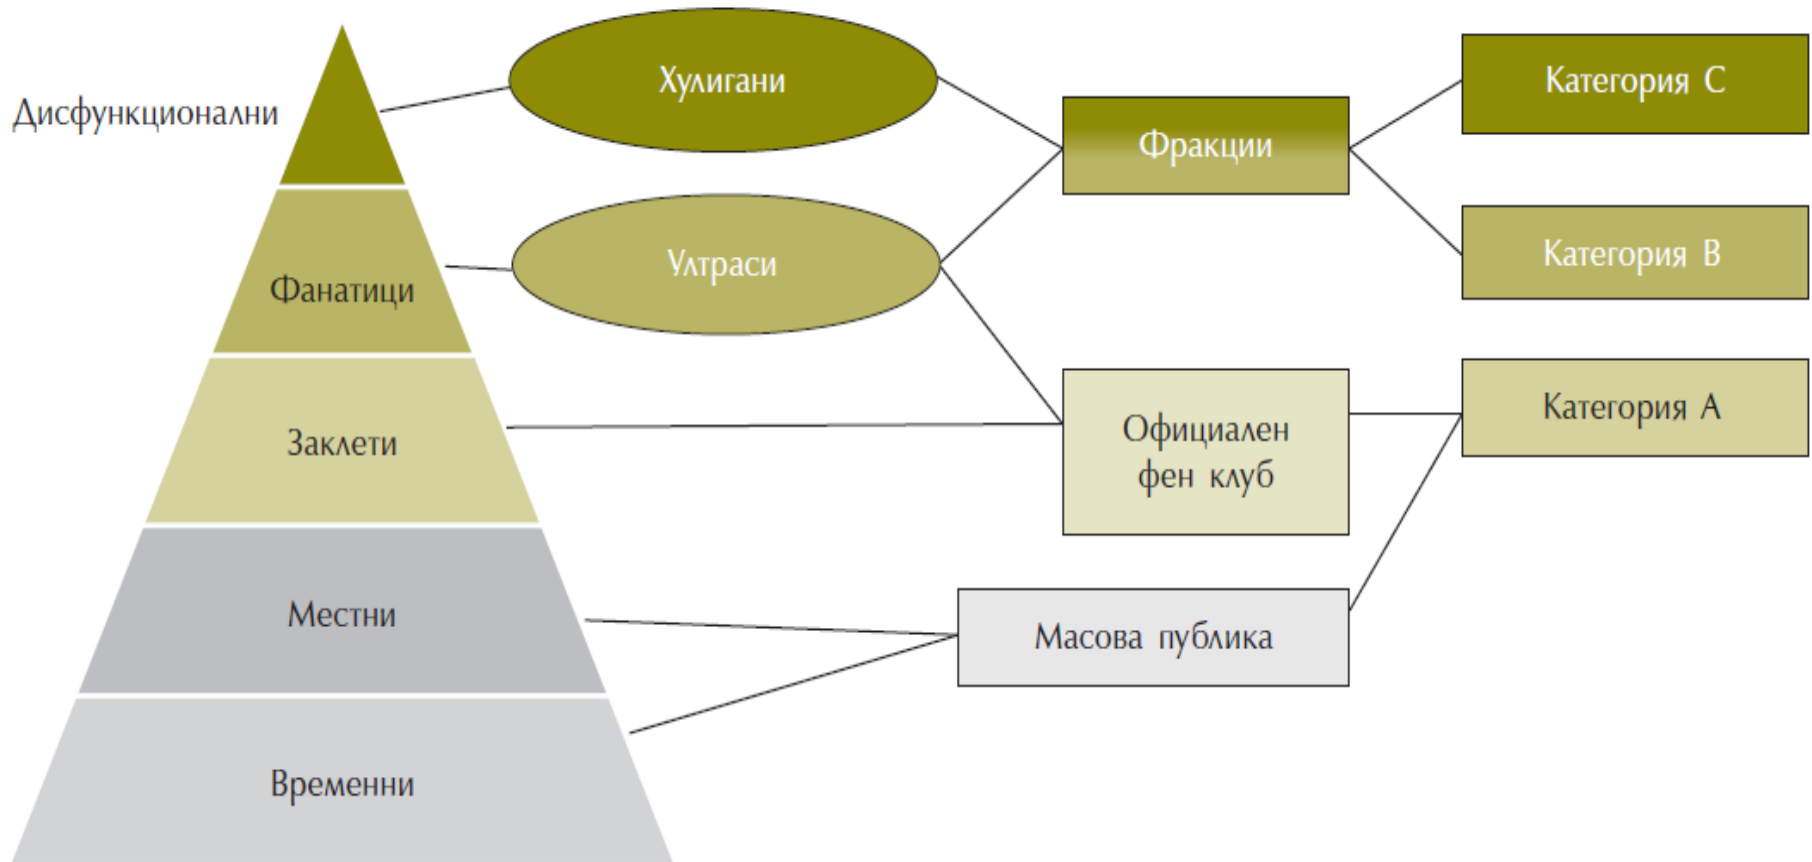 Дисфункционални
Фанатици
Заклети
Местни
Временни
Хулигани
Ултраси
Фракции
Официален
фен клуб
Масова публика
Категория C
Категория B
Категория A